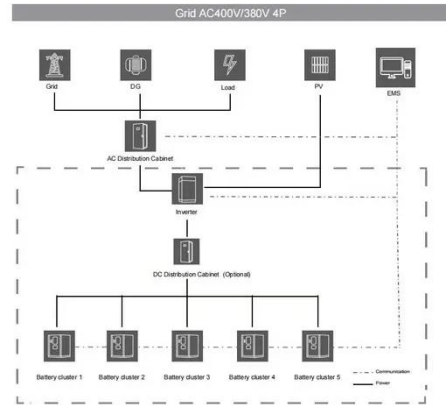 Grid AC400V/380V 4P
Grid
DG
Load
PV
EMS
AC Distribution Cabinet
Inverter
DC Distribution Cabinet (Optional)
Battery cluster 1
Battery cluster 2
Battery cluster 3
Battery cluster 4
Battery cluster 5
Communication
Power